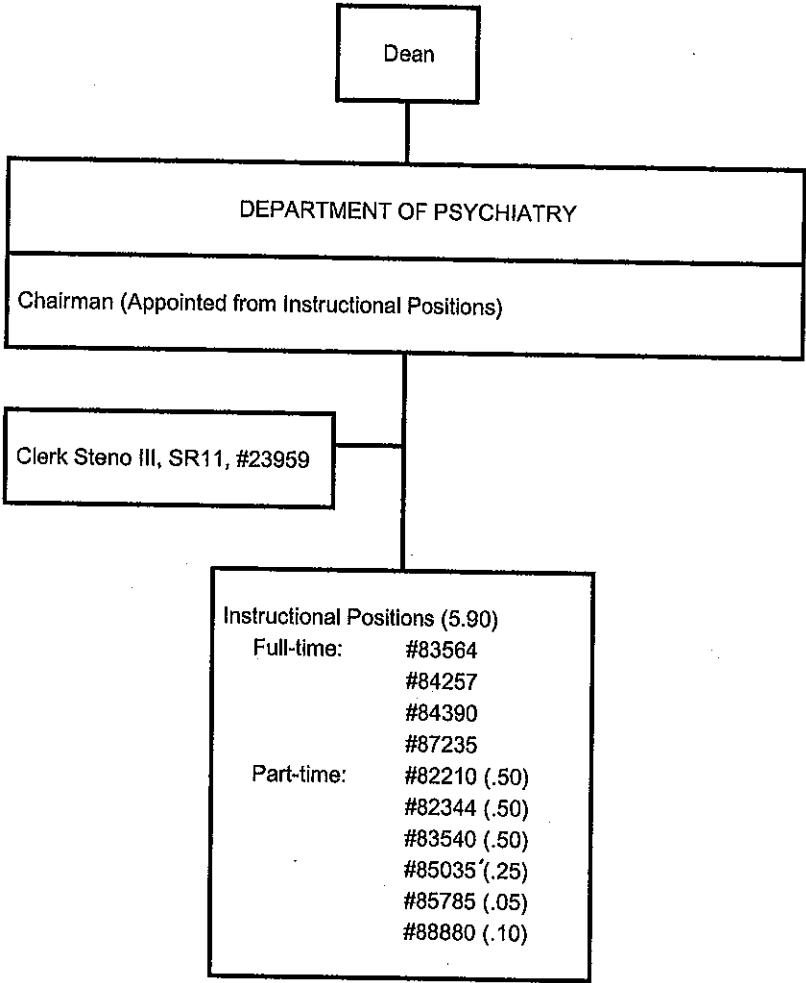 Dean
DEPARTMENT OF PSYCHIATRY
Chairman (Appointed from Instructional Positions)
Clerk Steno III, SR11, #23959
Instructional Positions (5.90)
Full-time: #83564
#84257
#84390
#87235
Part-time: #82210 (.50)
#82344 (.50)
#83540 (.50)
#85035 (.25)
#85785 (.05)
#88880 (.10)